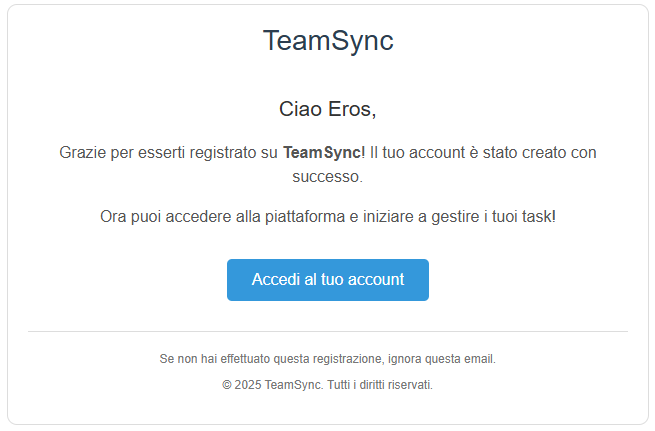 TeamSync
Ciao Eros,
Grazie per esserti registrato su TeamSync! Il tuo account è stato creato con
successo.
Ora puoi accedere alla piattaforma e iniziare a gestire i tuoi task!
Accedi al tuo account
Se non hai effettuato questa registrazione, ignora questa email.
© 2025 TeamSync. Tutti i diritti riservati.